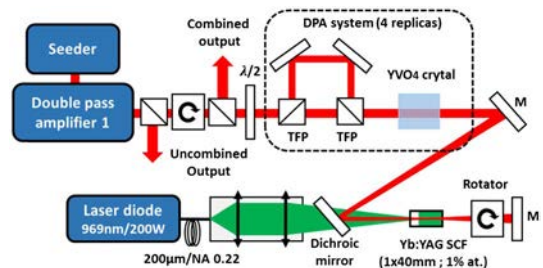 Seeder
Double pass
amplifier 1
Combined
output
λ/2
Uncombined
Output
DPA system (4 replicas)
TFP
TFP
YVO4 crytal
M
Laser diode
969nm/200W
200μm/NA 0.22
Dichroic
mirror
Yb:YAG SCF
(1x40mm ; 1% at.)
Rotator
M